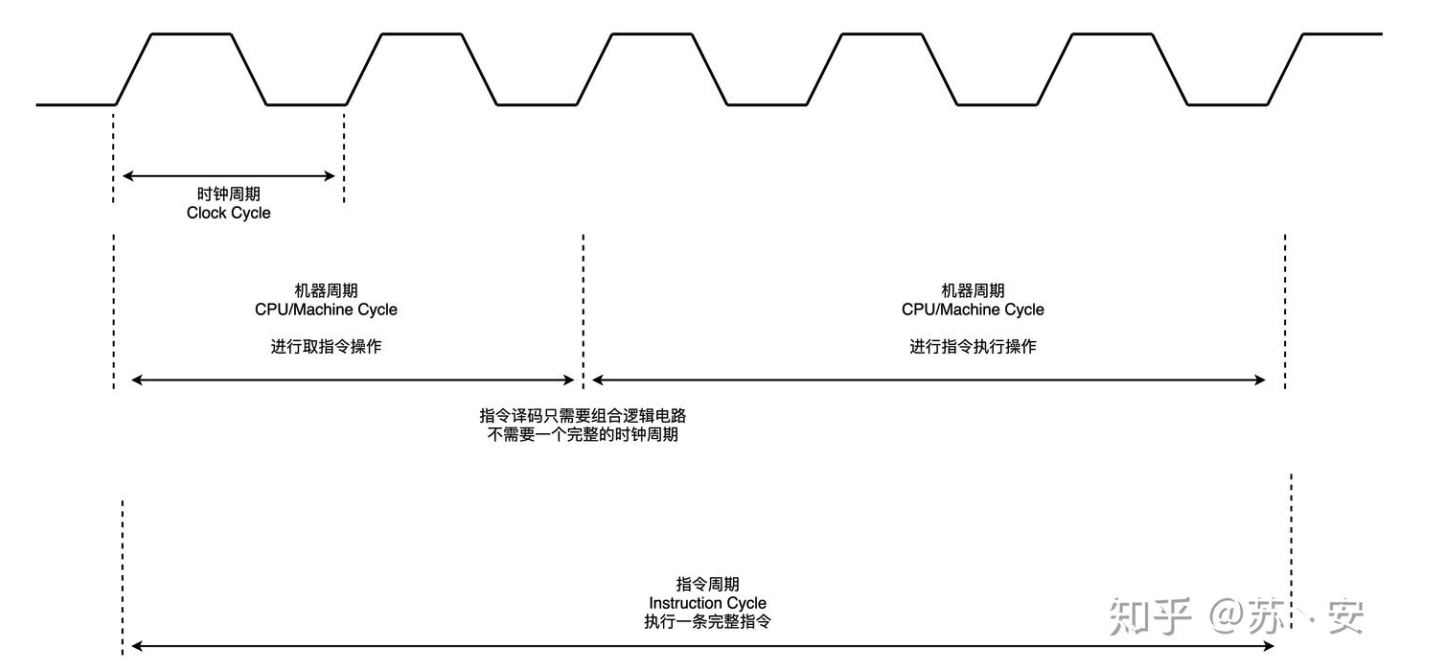 时钟周期
Clock Cycle
机器周期
CPU/Machine Cycle
进行取指令操作
机器周期
CPU/Machine Cycle
进行指令执行操作
指令译码只需要组合逻辑电路
不需要一个完整的时钟周期
指令周期
Instruction Cycle
执行一条完整指令
知乎 @苏丶安